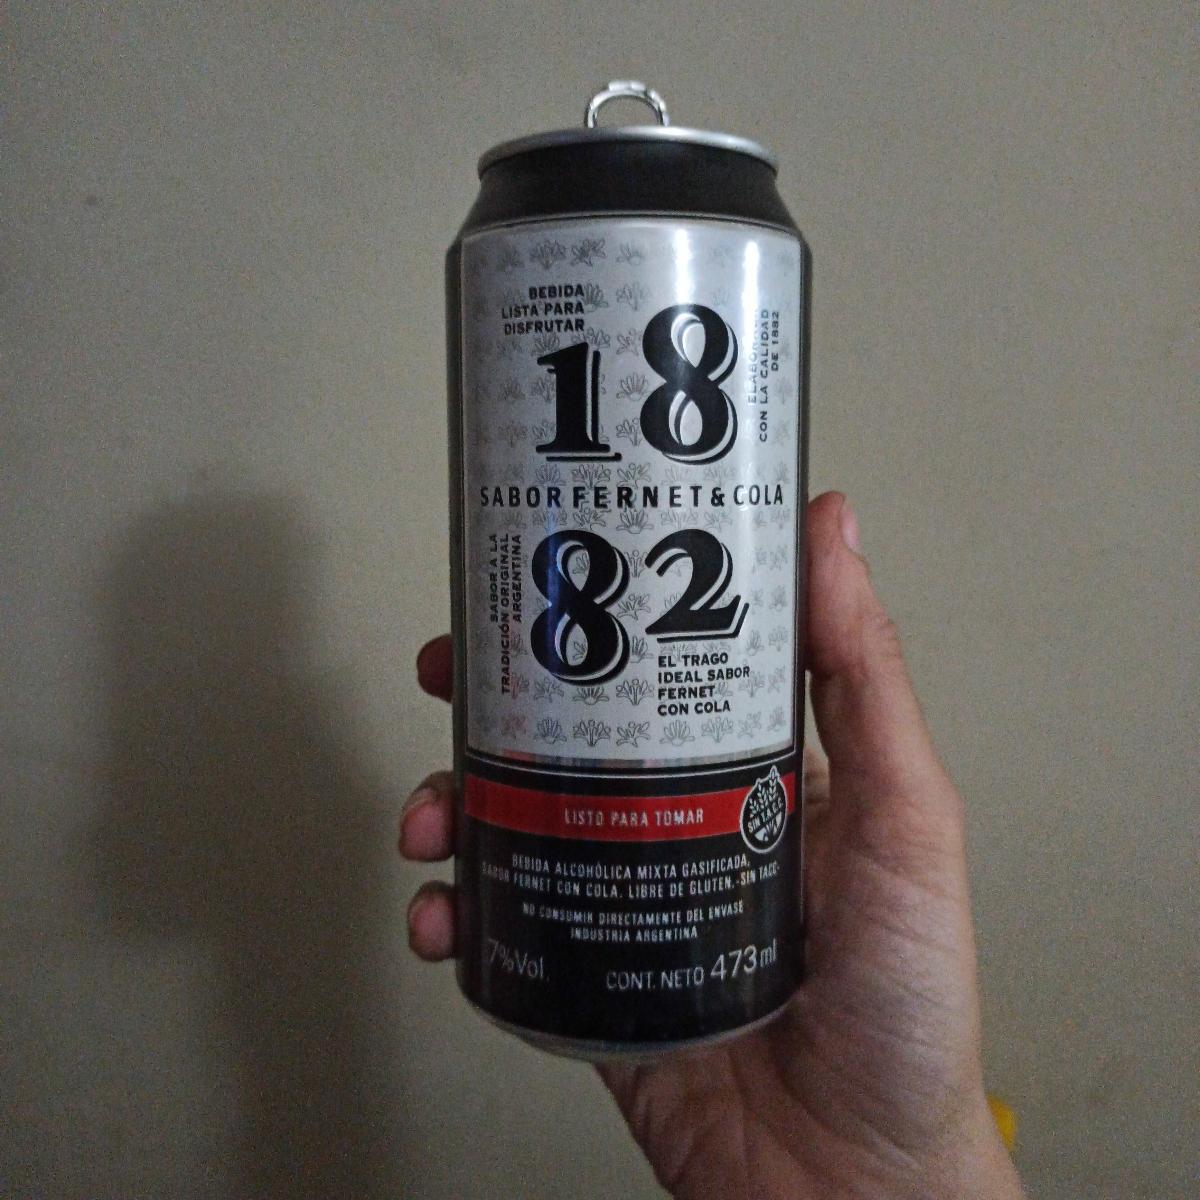 BEBIDA
LISTA PARA
DISFRUTAR
18
ELABORADO
CON LA CALIDAD
DE 1882
SABOR FERNET & COLA
SABOR A LA
TRADICIÓN ORIGINAL
ARGENTINA
82
EL TRAGO
IDEAL SABOR
FERNET
CON COLA
LISTO PARA TOMAR
SIN T.A.C.C.
BEBIDA ALCOHÓLICA MIXTA GASIFICADA,
SABOR FERNET CON COLA. LIBRE DE GLUTEN.-SIN TACC-
NO CONSUMIR DIRECTAMENTE DEL ENVASE
INDUSTRIA ARGENTINA
7%Vol.
CONT. NETO 473ml